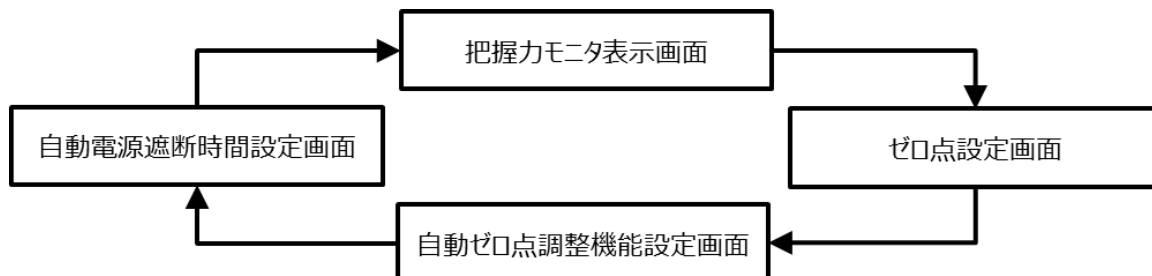 把握力モニタ表示画面
自動電源遮断時間設定画面
ゼロ点設定画面
自動ゼロ点調整機能設定画面